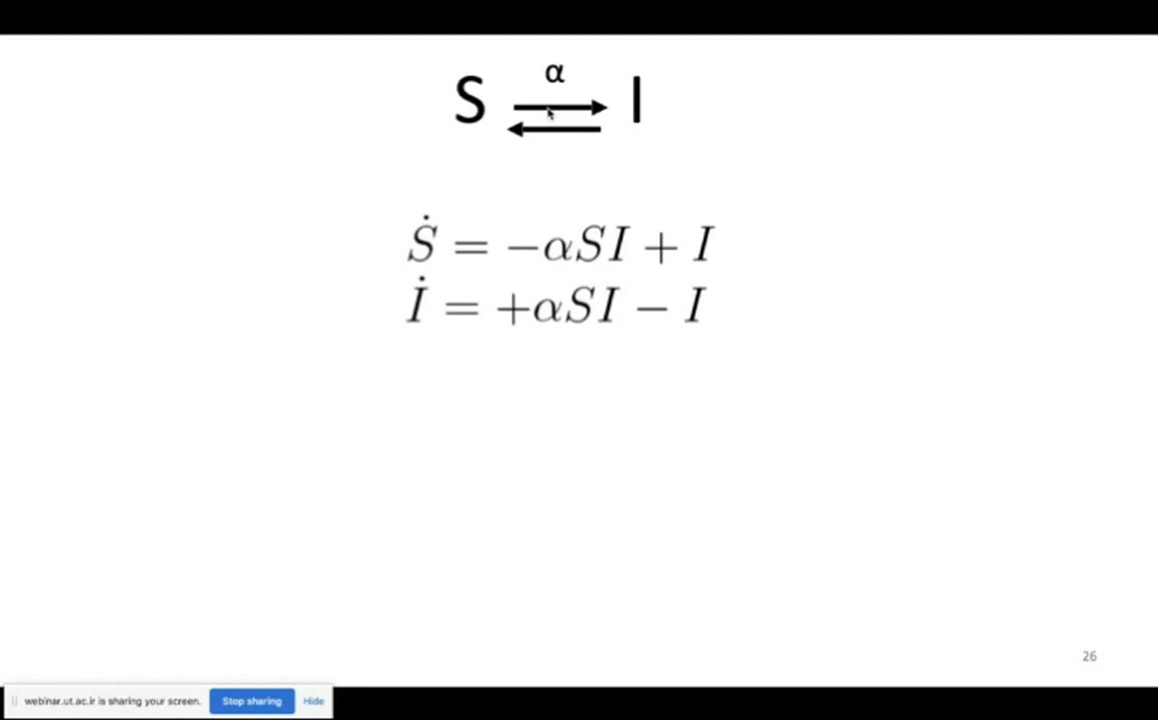 α
S ⇌ I
Ṡ = −αSI + I
İ = +αSI − I
26
webinar.ut.ac.ir is sharing your screen. Stop sharing Hide